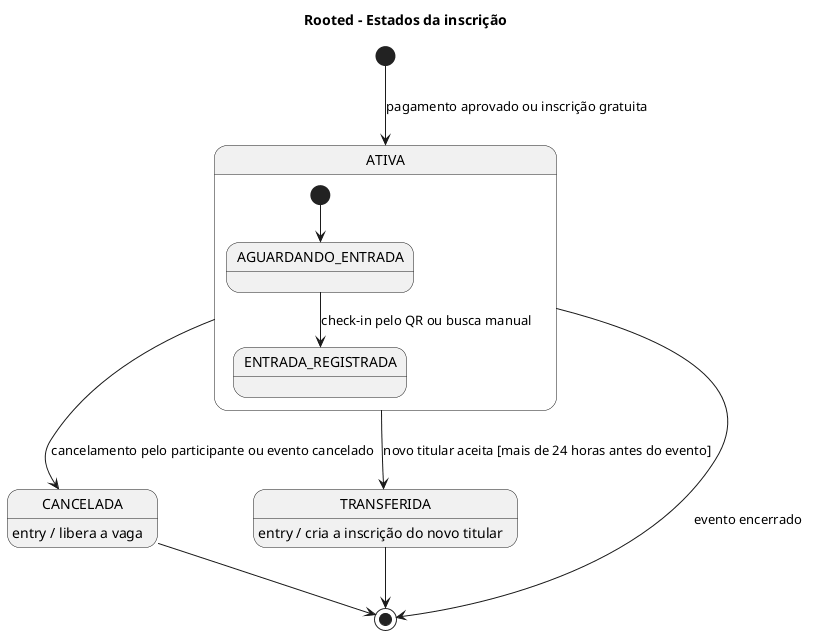 Rooted - Estados da inscrição
pagamento aprovado ou inscrição gratuita
ATIVA
AGUARDANDO_ENTRADA
check-in pelo QR ou busca manual
ENTRADA_REGISTRADA
cancelamento pelo participante ou evento cancelado
novo titular aceita [mais de 24 horas antes do evento]
CANCELADA
entry / libera a vaga
TRANSFERIDA
entry / cria a inscrição do novo titular
evento encerrado